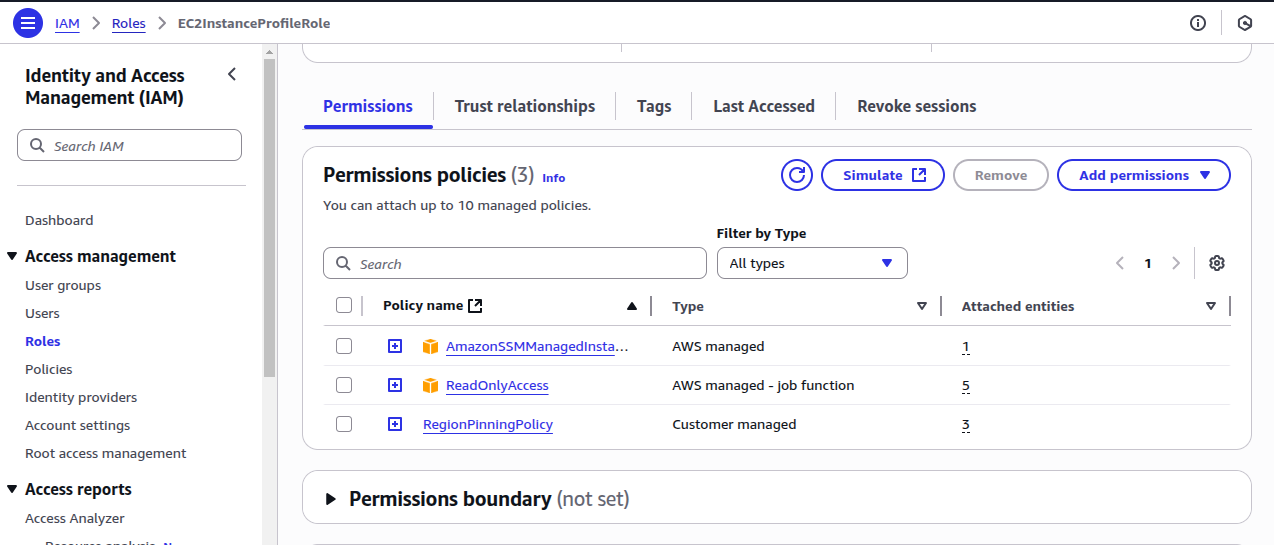 IAM > Roles > EC2InstanceProfileRole
Identity and Access
Management (IAM)
Search IAM
Dashboard
Access management
User groups
Users
Roles
Policies
Identity providers
Account settings
Root access management
Access reports
Access Analyzer
Resource analysis
Permissions Trust relationships Tags Last Accessed Revoke sessions
Permissions policies (3) Info
Simulate Remove Add permissions
You can attach up to 10 managed policies.
Filter by Type
Search All types 1
Policy name Type Attached entities
AmazonSSMManagedInsta... AWS managed 1
ReadOnlyAccess AWS managed - job function 5
RegionPinningPolicy Customer managed 3
Permissions boundary (not set)